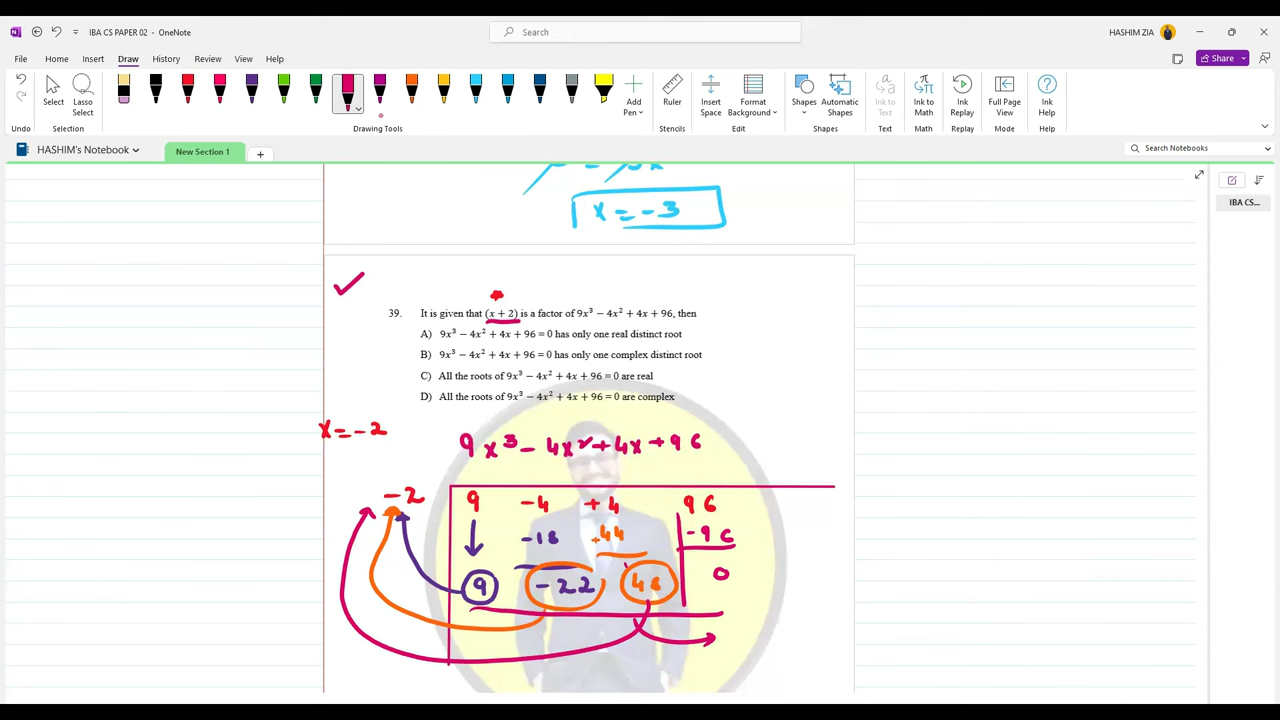 IBA CS PAPER 02 - OneNote
Search
HASHIM ZIA
File Home Insert Draw History Review View Help
Share
Select
Lasso Select
Add Pen
Ruler
Insert Space
Format Background
Shapes
Automatic Shapes
Ink to Text
Ink to Math
Ink Replay
Full Page View
Ink Help
Undo Selection Drawing Tools Stencils Edit Shapes Text Math Replay Mode Help
HASHIM's Notebook
New Section 1
+
Search Notebooks
IBA CS...
x = -3
39. It is given that (x + 2) is a factor of 9x³ − 4x² + 4x + 96, then
A) 9x³ − 4x² + 4x + 96 = 0 has only one real distinct root
B) 9x³ − 4x² + 4x + 96 = 0 has only one complex distinct root
C) All the roots of 9x³ − 4x² + 4x + 96 = 0 are real
D) All the roots of 9x³ − 4x² + 4x + 96 = 0 are complex
x = -2
9x³ - 4x² + 4x + 96
-2 9 -4 +4 96
-18 +44 -96
9 -22 48 0